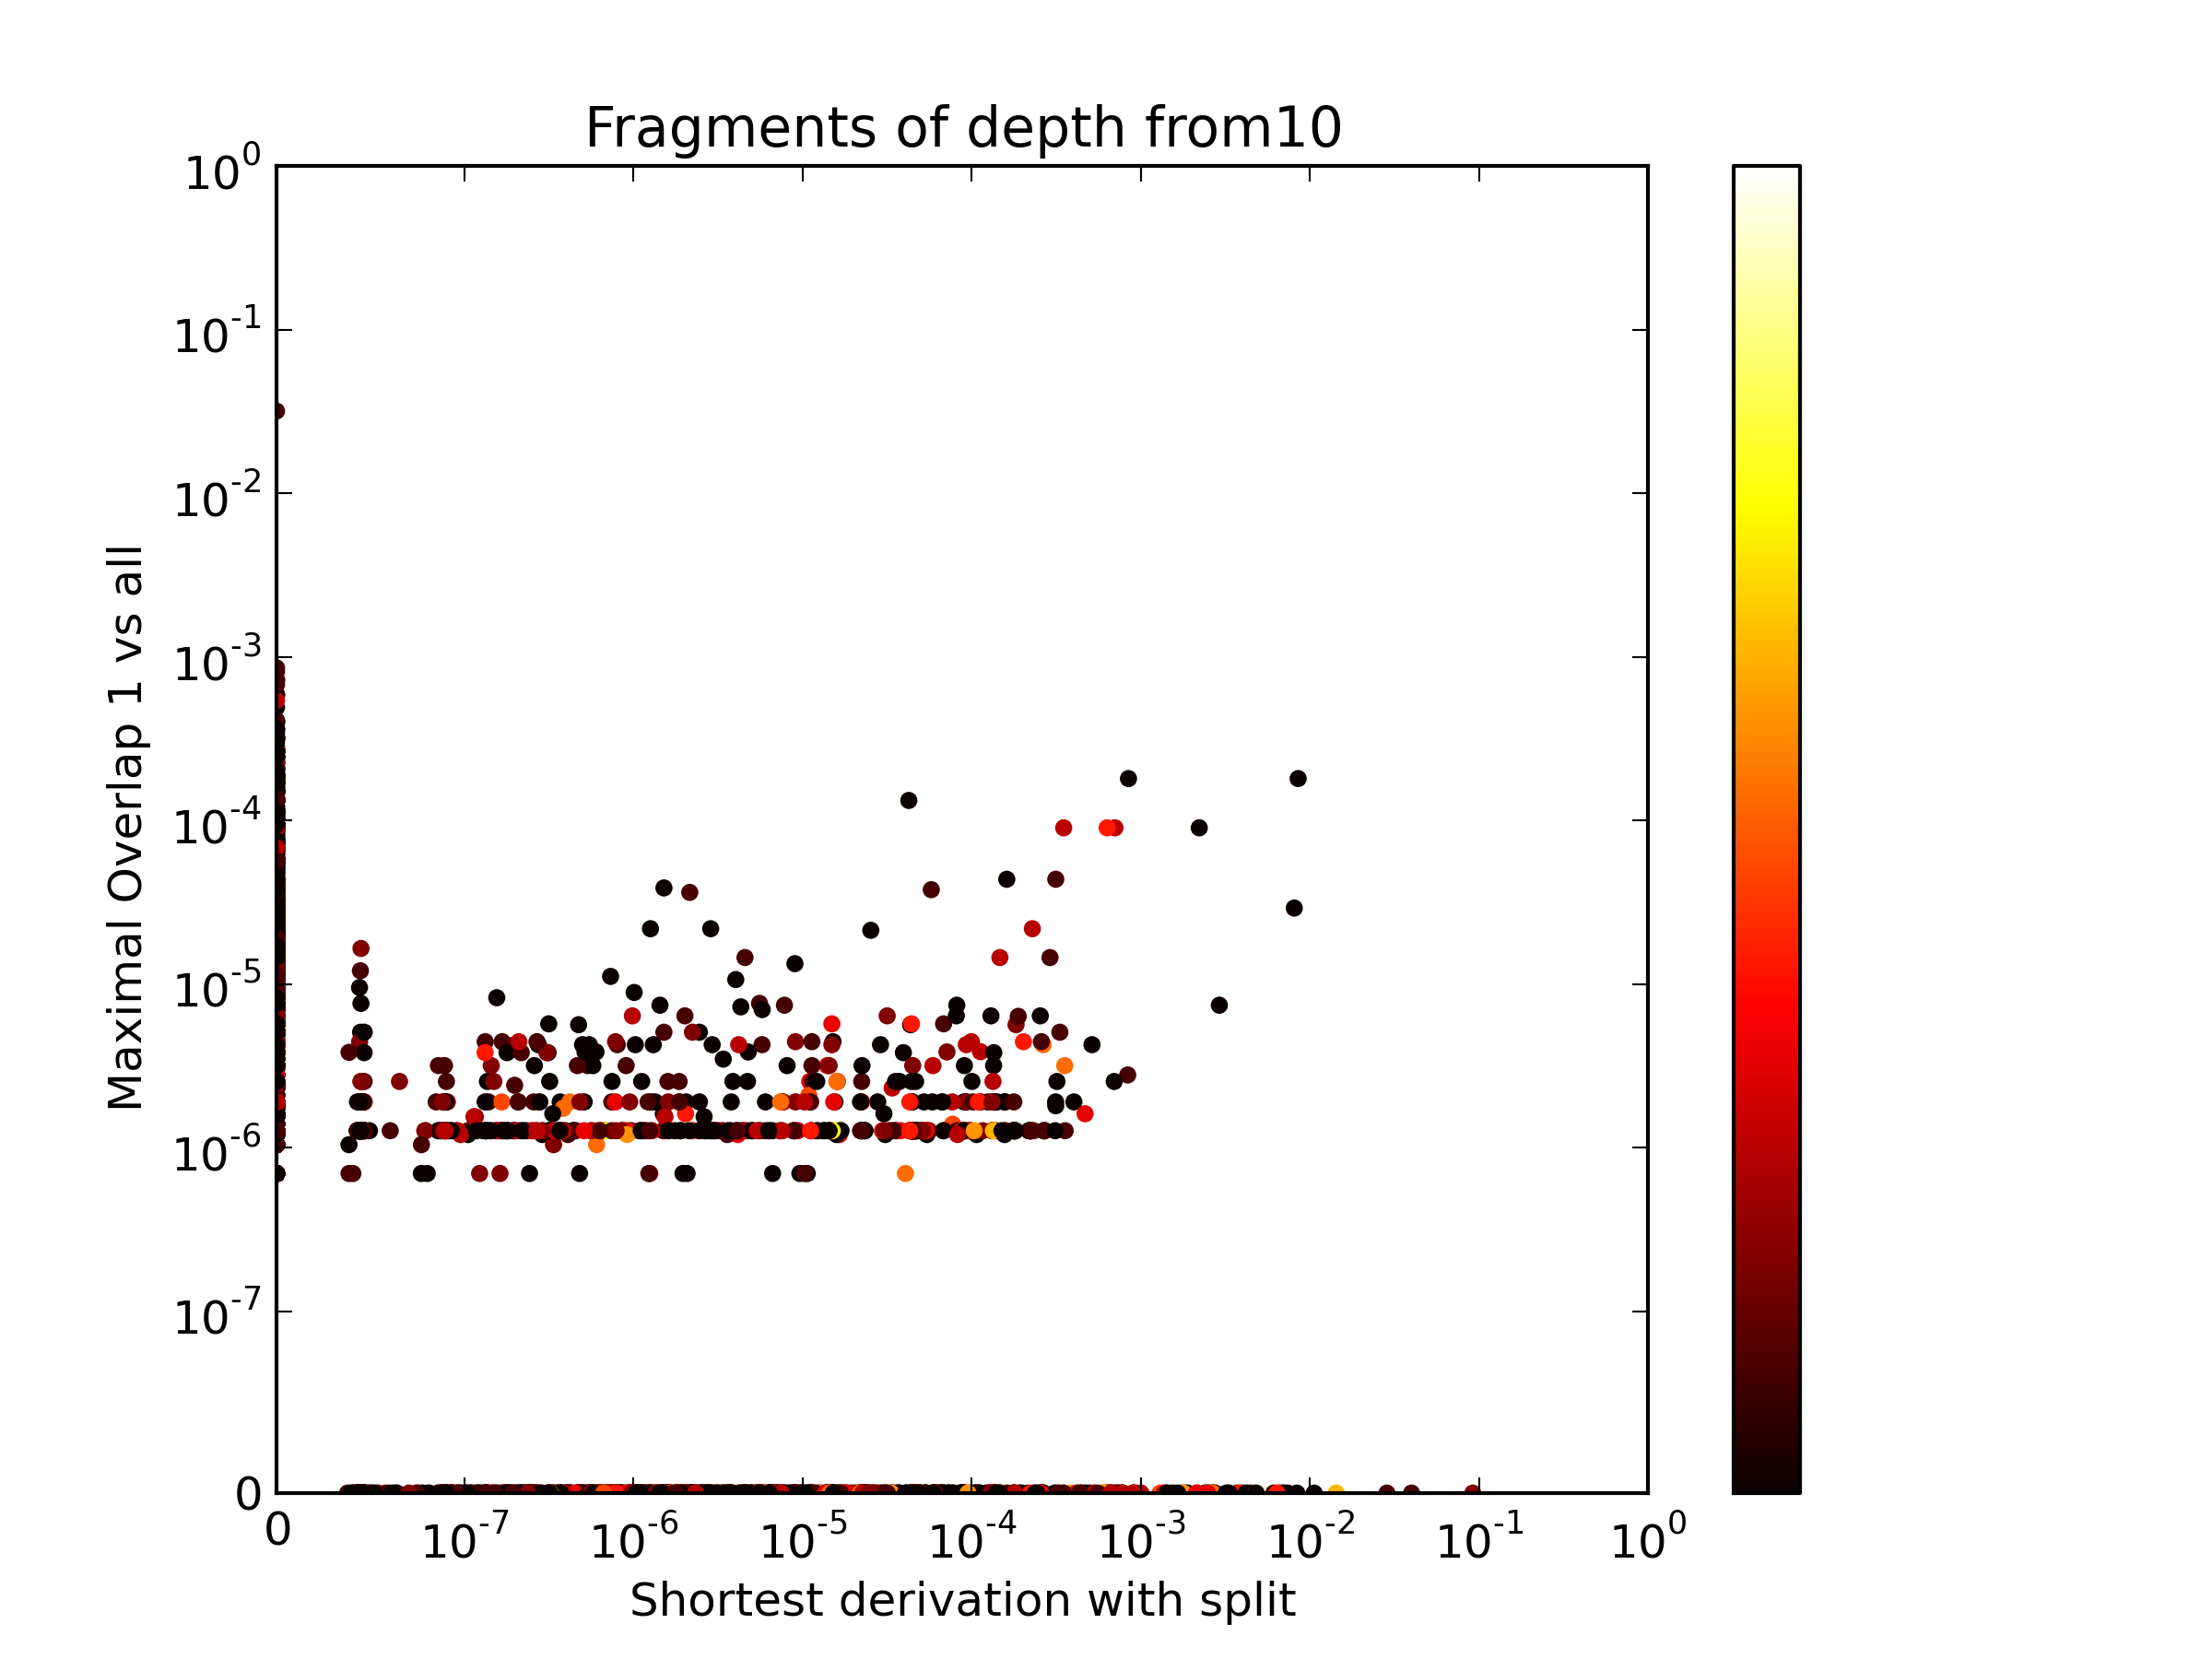 Fragments of depth from10
10^0
10^-1
10^-2
10^-3
10^-4
10^-5
10^-6
10^-7
0
Maximal Overlap 1 vs all
0 10^-7 10^-6 10^-5 10^-4 10^-3 10^-2 10^-1 10^0
Shortest derivation with split